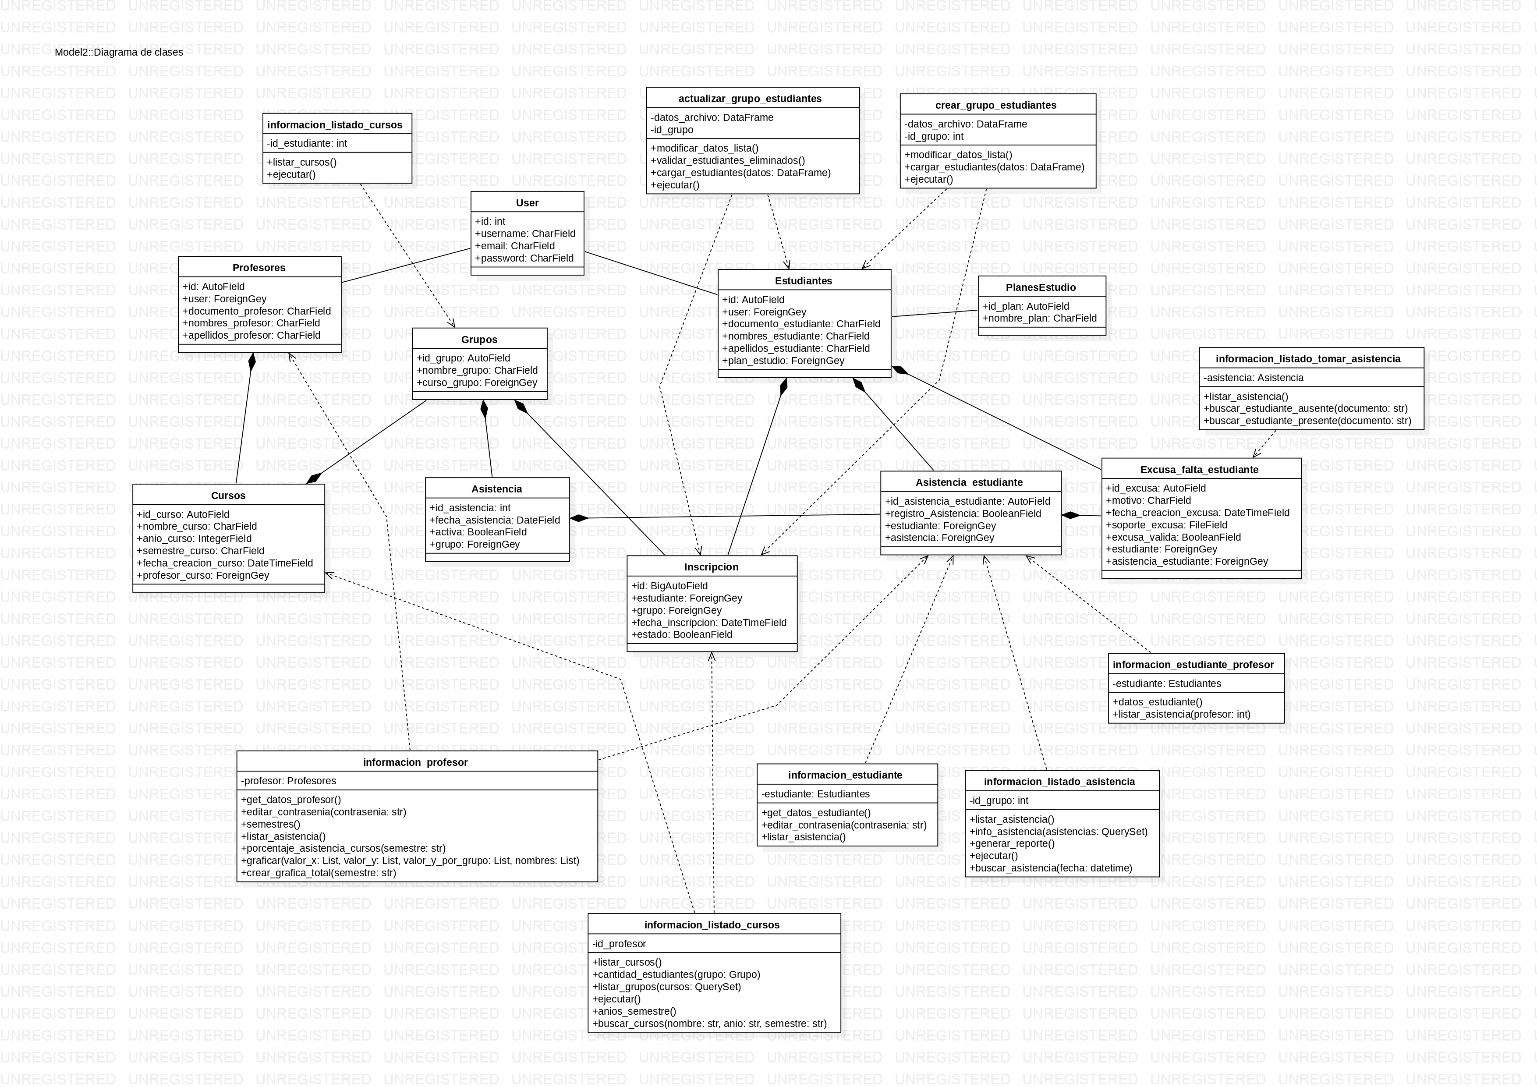 Model2::Diagrama de clases
actualizar_grupo_estudiantes
-datos_archivo: DataFrame
-id_grupo
+modificar_datos_lista()
+validar_estudiantes_eliminados()
+cargar_estudiantes(datos: DataFrame)
+ejecutar()
crear_grupo_estudiantes
-datos_archivo: DataFrame
-id_grupo: int
+modificar_datos_lista()
+cargar_estudiantes(datos: DataFrame)
+ejecutar()
informacion_listado_cursos
-id_estudiante: int
+listar_cursos()
+ejecutar()
User
+id: int
+username: CharField
+email: CharField
+password: CharField
Profesores
+id: AutoField
+user: ForeignGey
+documento_profesor: CharField
+nombres_profesor: CharField
+apellidos_profesor: CharField
Estudiantes
+id: AutoField
+user: ForeignGey
+documento_estudiante: CharField
+nombres_estudiante: CharField
+apellidos_estudiante: CharField
+plan_estudio: ForeignGey
PlanesEstudio
+id_plan: AutoField
+nombre_plan: CharField
Grupos
+id_grupo: AutoField
+nombre_grupo: CharField
+curso_grupo: ForeignGey
informacion_listado_tomar_asistencia
-asistencia: Asistencia
+listar_asistencia()
+buscar_estudiante_ausente(documento: str)
+buscar_estudiante_presente(documento: str)
Cursos
+id_curso: AutoField
+nombre_curso: CharField
+anio_curso: IntegerField
+semestre_curso: CharField
+fecha_creacion_curso: DateTimeField
+profesor_curso: ForeignGey
Asistencia
+id_asistencia: int
+fecha_asistencia: DateField
+activa: BooleanField
+grupo: ForeignGey
Asistencia_estudiante
+id_asistencia_estudiante: AutoField
+registro_Asistencia: BooleanField
+estudiante: ForeignGey
+asistencia: ForeignGey
Excusa_falta_estudiante
+id_excusa: AutoField
+motivo: CharField
+fecha_creacion_excusa: DateTimeField
+soporte_excusa: FileField
+excusa_valida: BooleanField
+estudiante: ForeignGey
+asistencia_estudiante: ForeignGey
Inscripcion
+id: BigAutoField
+estudiante: ForeignGey
+grupo: ForeignGey
+fecha_inscripcion: DateTimeField
+estado: BooleanField
informacion_estudiante_profesor
-estudiante: Estudiantes
+datos_estudiante()
+listar_asistencia(profesor: int)
informacion_profesor
-profesor: Profesores
+get_datos_profesor()
+editar_contrasenia(contrasenia: str)
+semestres()
+listar_asistencia()
+porcentaje_asistencia_cursos(semestre: str)
+graficar(valor_x: List, valor_y: List, valor_y_por_grupo: List, nombres: List)
+crear_grafica_total(semestre: str)
informacion_estudiante
-estudiante: Estudiantes
+get_datos_estudiante()
+editar_contrasenia(contrasenia: str)
+listar_asistencia()
informacion_listado_asistencia
-id_grupo: int
+listar_asistencia()
+info_asistencia(asistencias: QuerySet)
+generar_reporte()
+ejecutar()
+buscar_asistencia(fecha: datetime)
informacion_listado_cursos
-id_profesor
+listar_cursos()
+cantidad_estudiantes(grupo: Grupo)
+listar_grupos(cursos: QuerySet)
+ejecutar()
+anios_semestre()
+buscar_cursos(nombre: str, anio: str, semestre: str)